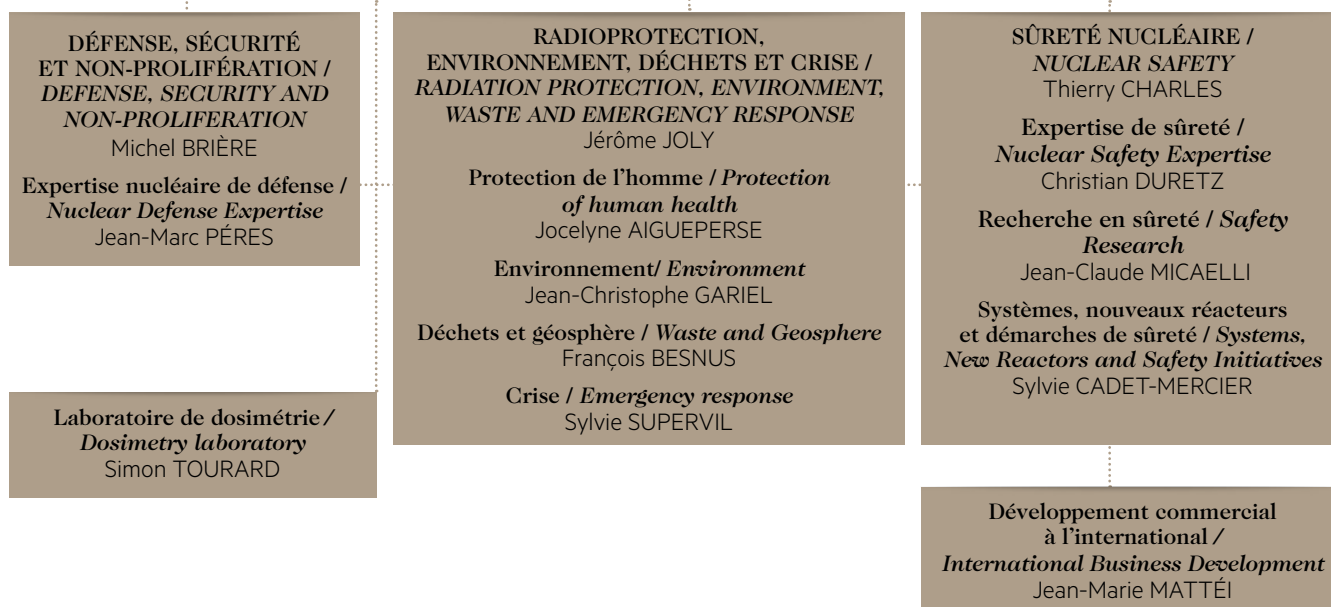 DÉFENSE, SÉCURITÉ
ET NON-PROLIFÉRATION /
DEFENSE, SECURITY AND
NON-PROLIFERATION
Michel BRIÈRE
Expertise nucléaire de défense /
Nuclear Defense Expertise
Jean-Marc PÉRES
Laboratoire de dosimétrie /
Dosimetry laboratory
Simon TOURARD
RADIOPROTECTION,
ENVIRONNEMENT, DÉCHETS ET CRISE /
RADIATION PROTECTION, ENVIRONMENT,
WASTE AND EMERGENCY RESPONSE
Jérôme JOLY
Protection de l’homme / Protection
of human health
Jocelyne AIGUEPERSE
Environnement/ Environment
Jean-Christophe GARIEL
Déchets et géosphère / Waste and Geosphere
François BESNUS
Crise / Emergency response
Sylvie SUPERVIL
SÛRETÉ NUCLÉAIRE /
NUCLEAR SAFETY
Thierry CHARLES
Expertise de sûreté /
Nuclear Safety Expertise
Christian DURETZ
Recherche en sûreté / Safety
Research
Jean-Claude MICAELLI
Systèmes, nouveaux réacteurs
et démarches de sûreté / Systems,
New Reactors and Safety Initiatives
Sylvie CADET-MERCIER
Développement commercial
à l’international /
International Business Development
Jean-Marie MATTÉI